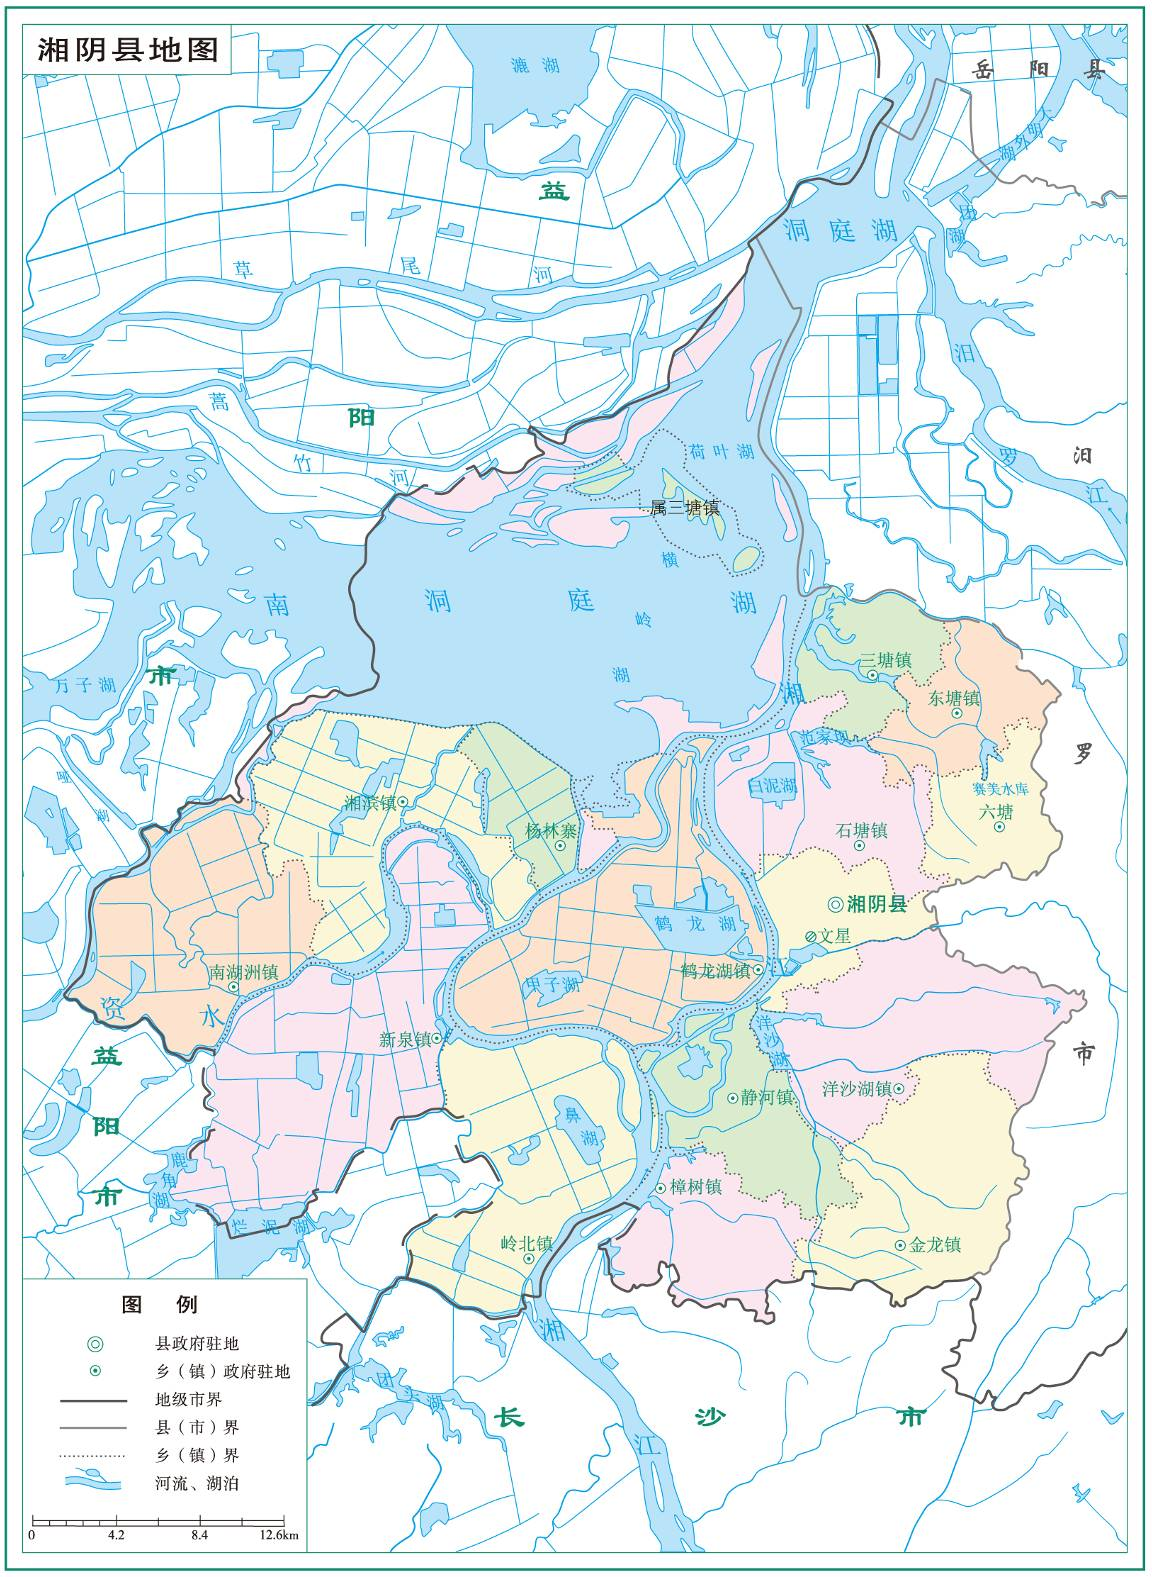 湘阴县地图
漉湖
岳阳县
大明外湖
益
洞庭湖
团湖
草尾河
汨
阳
蒿竹河
荷叶湖
罗
汨
江
属三塘镇
横岭湖
南洞庭湖
三塘镇
万子湖
市
湘
东塘镇
范家坝
罗
白泥湖
赛美水库
湘滨镇
六塘
杨林寨
石塘镇
湘阴县
鹤龙湖
文星
南湖洲镇
鹤龙湖镇
甲子湖
资水
洋沙湖
新泉镇
市
益
阳
市
静河镇
洋沙湖镇
鼻湖
鹿角湖
樟树镇
烂泥湖
岭北镇
金龙镇
湘
团头湖
长沙市
江
图例
县政府驻地
乡（镇）政府驻地
地级市界
县（市）界
乡（镇）界
河流、湖泊
0 4.2 8.4 12.6km